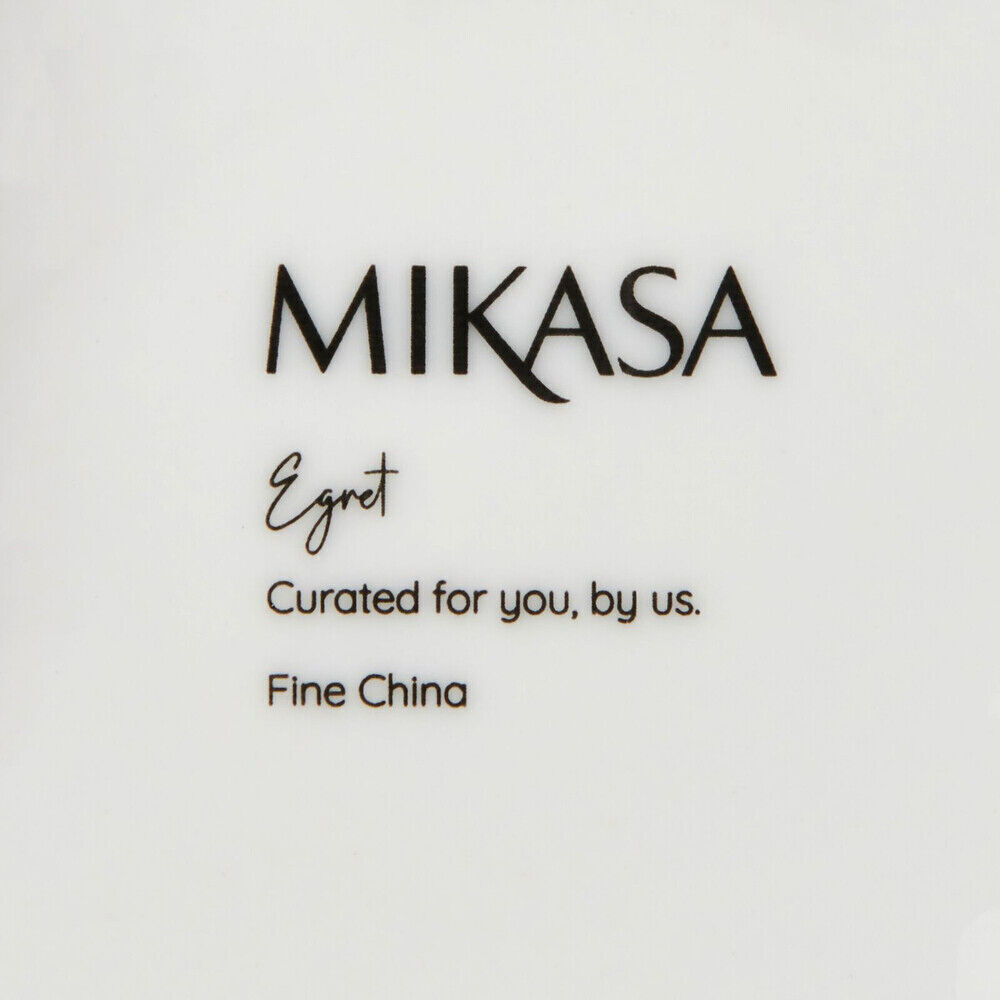 MIKASA
Egret
Curated for you, by us.
Fine China